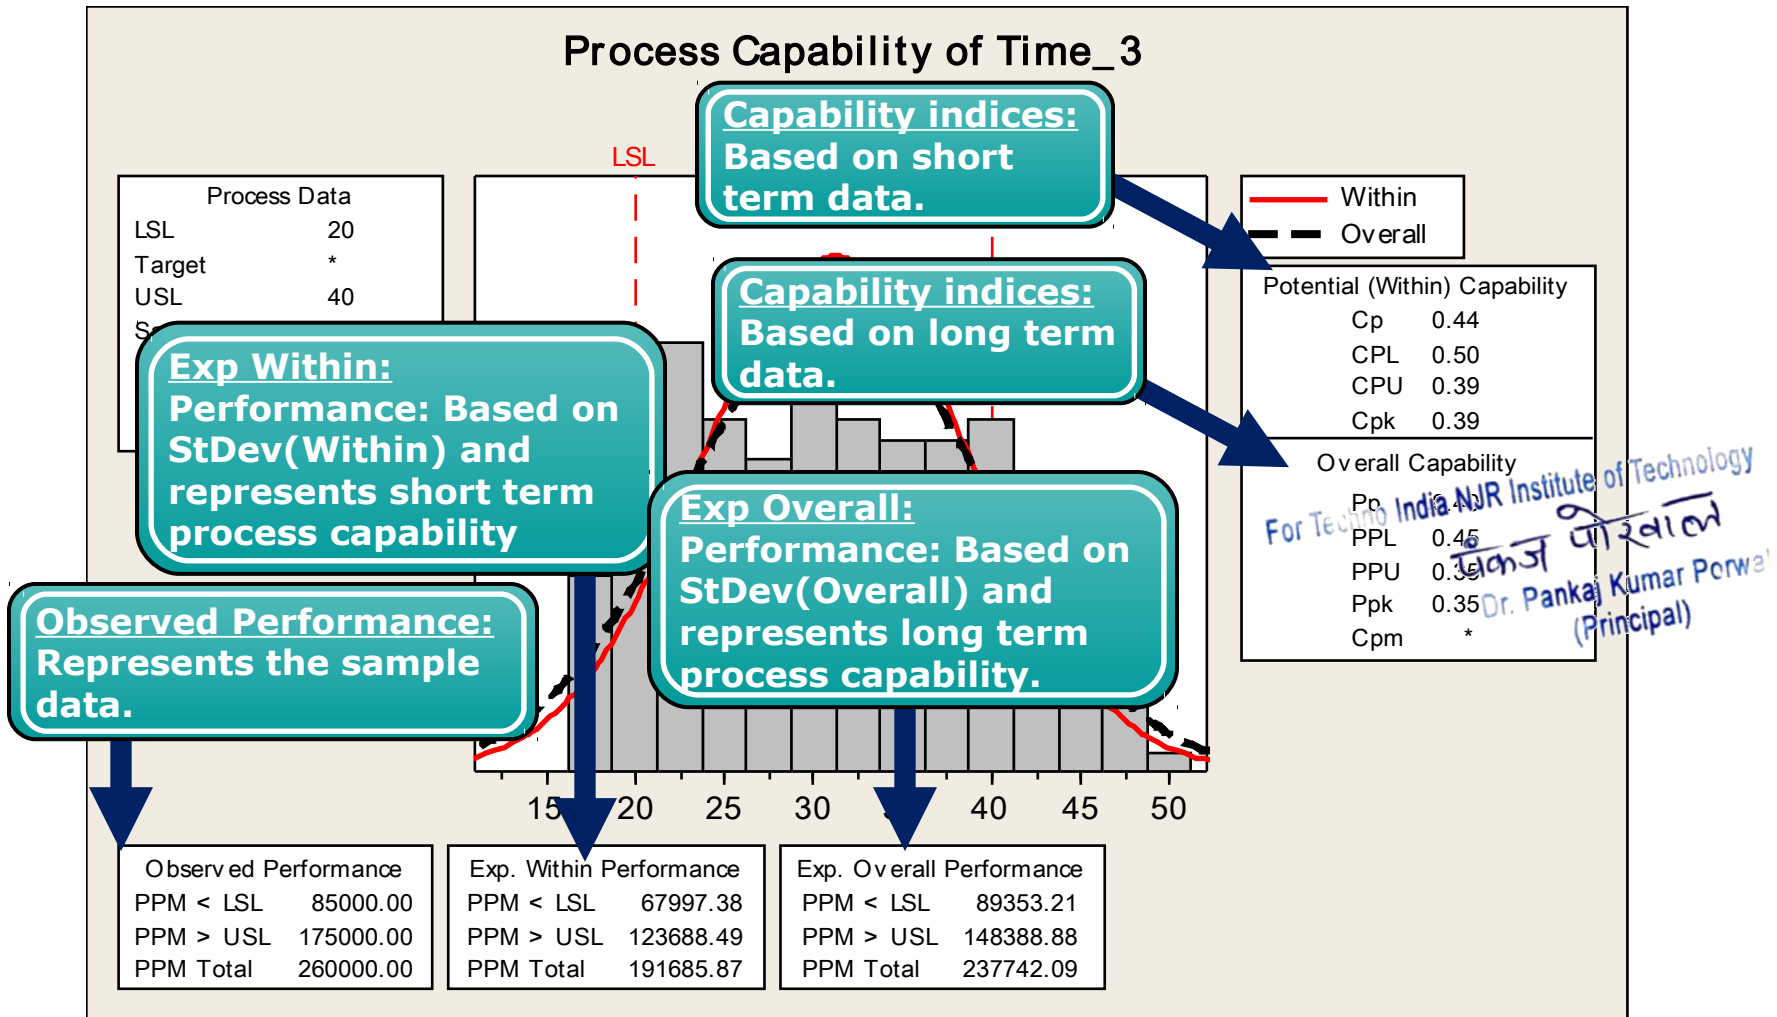 Process Capability of Time_3
Capability indices:
Based on short
term data.
LSL
Process Data
LSL 20
Target *
USL 40
Within
Overall
Capability indices:
Based on long term
data.
Potential (Within) Capability
Cp 0.44
CPL 0.50
CPU 0.39
Cpk 0.39
Exp Within:
Performance: Based on
StDev(Within) and
represents short term
process capability
Overall Capability
Pp
PPL 0.45
PPU 0.35
Ppk 0.35
Cpm *
For Techno India NJR Institute of Technology
पंकज पोरवाल
Dr. Pankaj Kumar Porwal
(Principal)
Exp Overall:
Performance: Based on
StDev(Overall) and
represents long term
process capability.
Observed Performance:
Represents the sample
data.
15 20 25 30 40 45 50
Observed Performance
PPM < LSL 85000.00
PPM > USL 175000.00
PPM Total 260000.00
Exp. Within Performance
PPM < LSL 67997.38
PPM > USL 123688.49
PPM Total 191685.87
Exp. Overall Performance
PPM < LSL 89353.21
PPM > USL 148388.88
PPM Total 237742.09